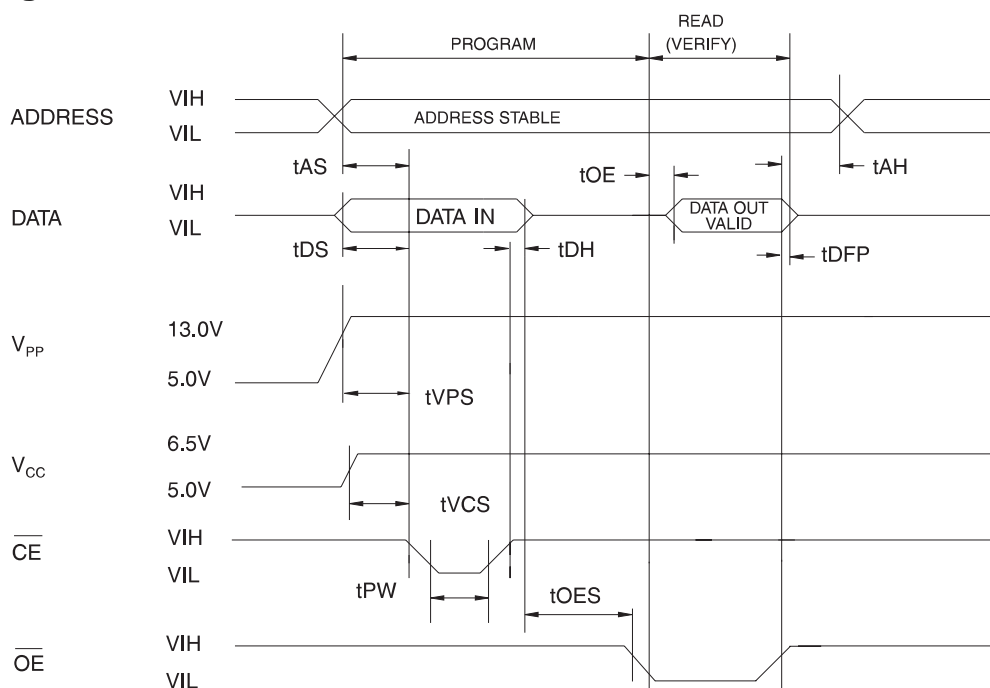 READ
PROGRAM
(VERIFY)
ADDRESS
VIH
VIL
ADDRESS STABLE
tAS
tOE
tAH
DATA
VIH
VIL
DATA IN
DATA OUT
VALID
tDS
tDH
tDFP
VPP
13.0V
5.0V
tVPS
VCC
6.5V
5.0V
tVCS
CE
VIH
VIL
tPW
tOES
OE
VIH
VIL